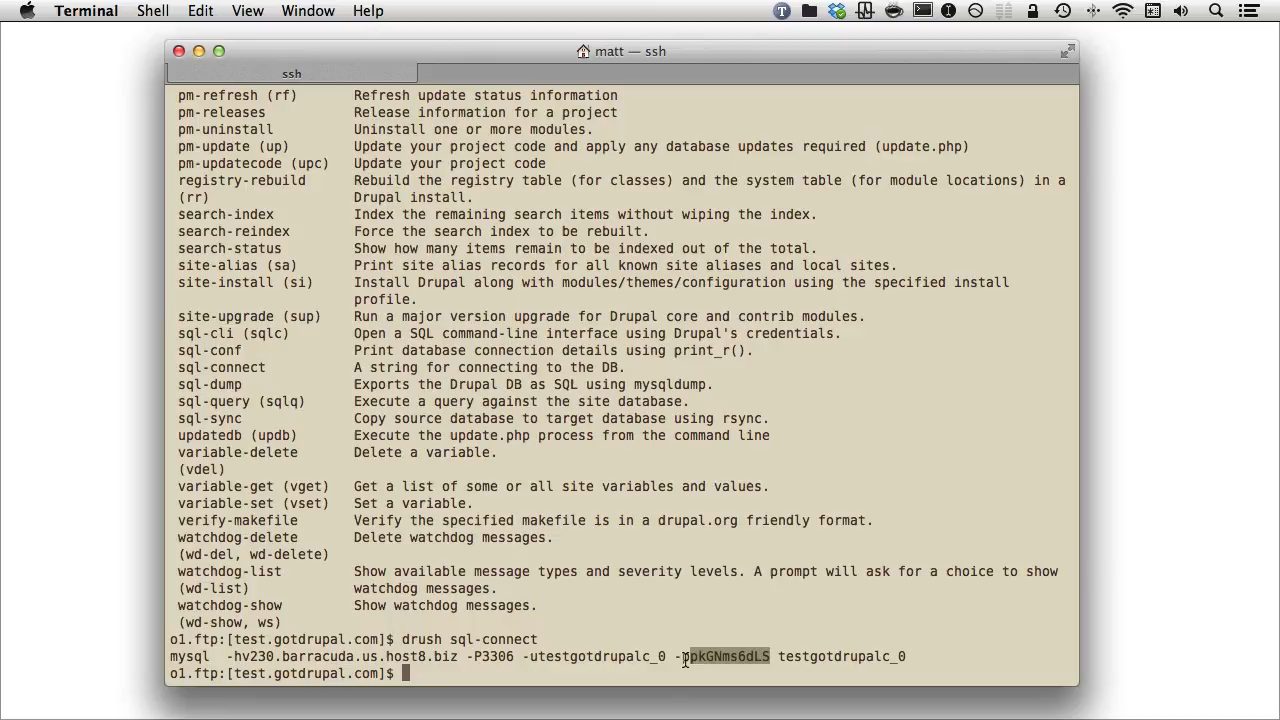 Terminal Shell Edit View Window Help
matt — ssh
ssh
pm-refresh (rf) Refresh update status information
pm-releases Release information for a project
pm-uninstall Uninstall one or more modules.
pm-update (up) Update your project code and apply any database updates required (update.php)
pm-updatecode (upc) Update your project code
registry-rebuild Rebuild the registry table (for classes) and the system table (for module locations) in a
(rr) Drupal install.
search-index Index the remaining search items without wiping the index.
search-reindex Force the search index to be rebuilt.
search-status Show how many items remain to be indexed out of the total.
site-alias (sa) Print site alias records for all known site aliases and local sites.
site-install (si) Install Drupal along with modules/themes/configuration using the specified install
profile.
site-upgrade (sup) Run a major version upgrade for Drupal core and contrib modules.
sql-cli (sqlc) Open a SQL command-line interface using Drupal's credentials.
sql-conf Print database connection details using print_r().
sql-connect A string for connecting to the DB.
sql-dump Exports the Drupal DB as SQL using mysqldump.
sql-query (sqlq) Execute a query against the site database.
sql-sync Copy source database to target database using rsync.
updatedb (updb) Execute the update.php process from the command line
variable-delete Delete a variable.
(vdel)
variable-get (vget) Get a list of some or all site variables and values.
variable-set (vset) Set a variable.
verify-makefile Verify the specified makefile is in a drupal.org friendly format.
watchdog-delete Delete watchdog messages.
(wd-del, wd-delete)
watchdog-list Show available message types and severity levels. A prompt will ask for a choice to show
(wd-list) watchdog messages.
watchdog-show Show watchdog messages.
(wd-show, ws)
o1.ftp:[test.gotdrupal.com]$ drush sql-connect
mysql -hv230.barracuda.us.host8.biz -P3306 -utestgotdrupalc_0 -ppkGNms6dLS testgotdrupalc_0
o1.ftp:[test.gotdrupal.com]$